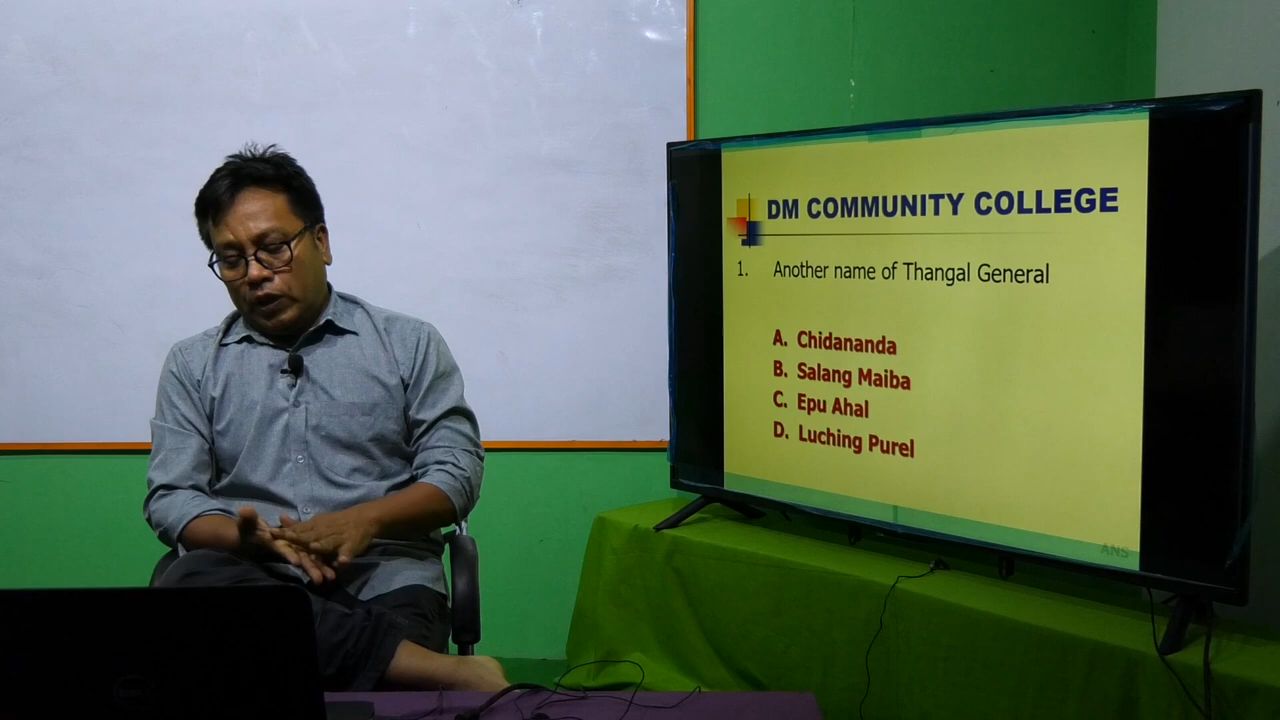 DM COMMUNITY COLLEGE
1. Another name of Thangal General
A. Chidananda
B. Salang Maiba
C. Epu Ahal
D. Luching Purel
ANS